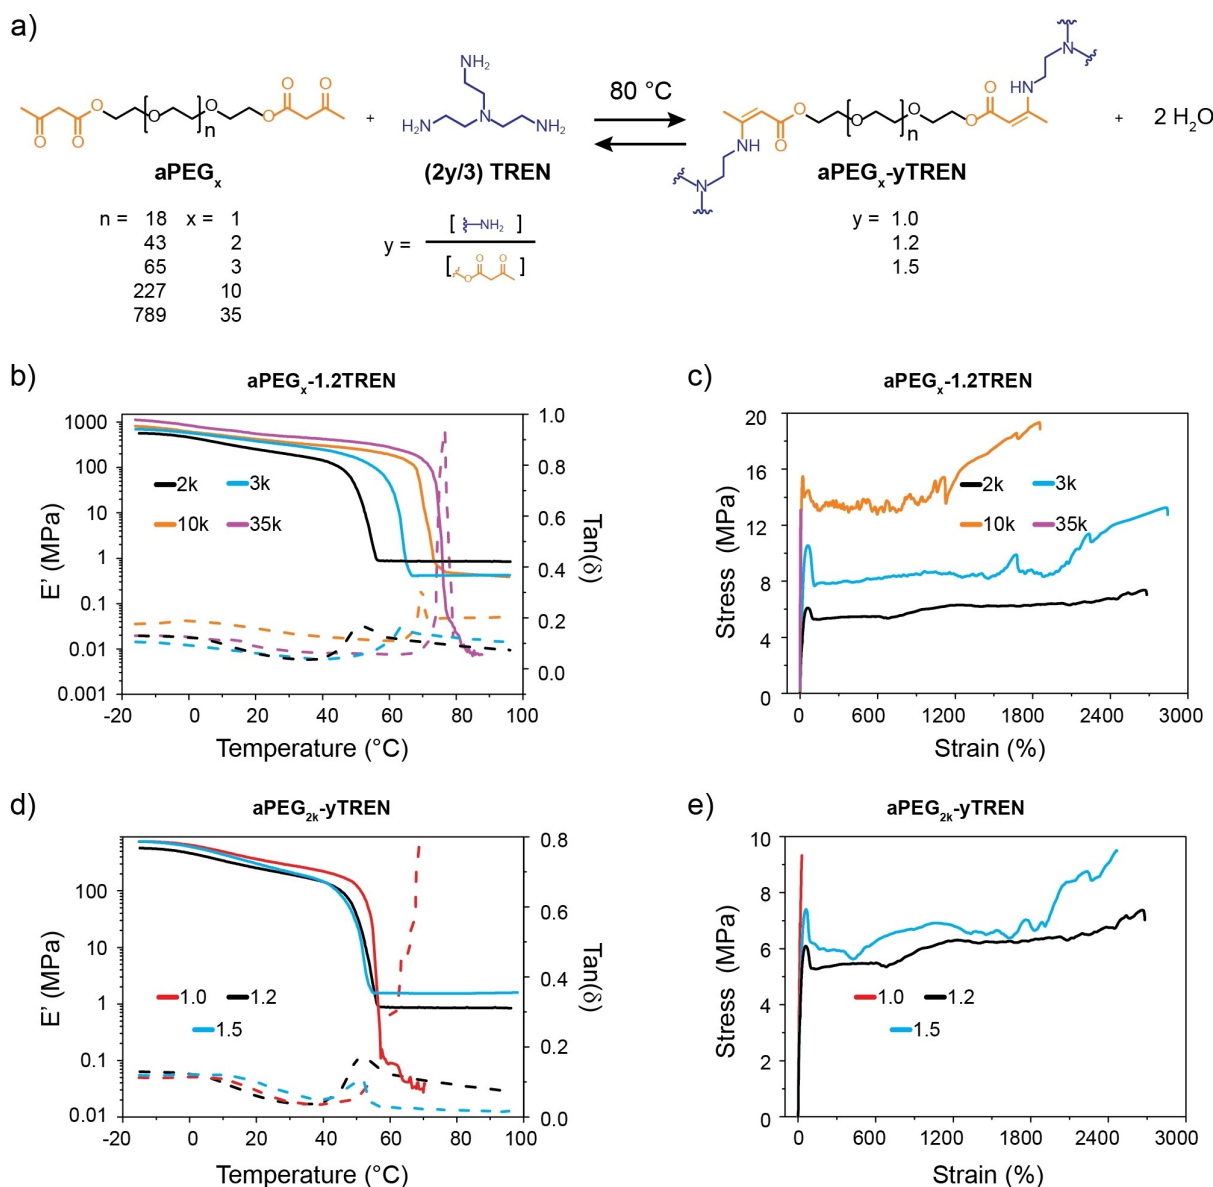 a)
O O O O n O O O O
+
NH2
H2N N NH2
80 °C
O O NH O n O O O HN N N
+ 2 H2O
aPEGx
(2y/3) TREN
aPEGx-yTREN
n = 18 x = 1
43 2
65 3
227 10
789 35
y = [ NH2 ]
[ O O O ]
y = 1.0
1.2
1.5
b)
aPEGx-1.2TREN
1000
100
10
1
0.1
0.01
0.001
E' (MPa)
2k 3k
10k 35k
1.0
0.8
0.6
0.4
0.2
0.0
Tan(δ)
-20 0 20 40 60 80 100
Temperature (°C)
c)
aPEGx-1.2TREN
20
16
12
8
4
0
Stress (MPa)
2k 3k
10k 35k
0 600 1200 1800 2400 3000
Strain (%)
d)
aPEG2k-yTREN
100
10
1
0.1
0.01
E' (MPa)
1.0 1.2
1.5
0.8
0.6
0.4
0.2
0.0
Tan(δ)
-20 0 20 40 60 80 100
Temperature (°C)
e)
aPEG2k-yTREN
10
8
6
4
2
0
Stress (MPa)
1.0 1.2
1.5
0 600 1200 1800 2400 3000
Strain (%)